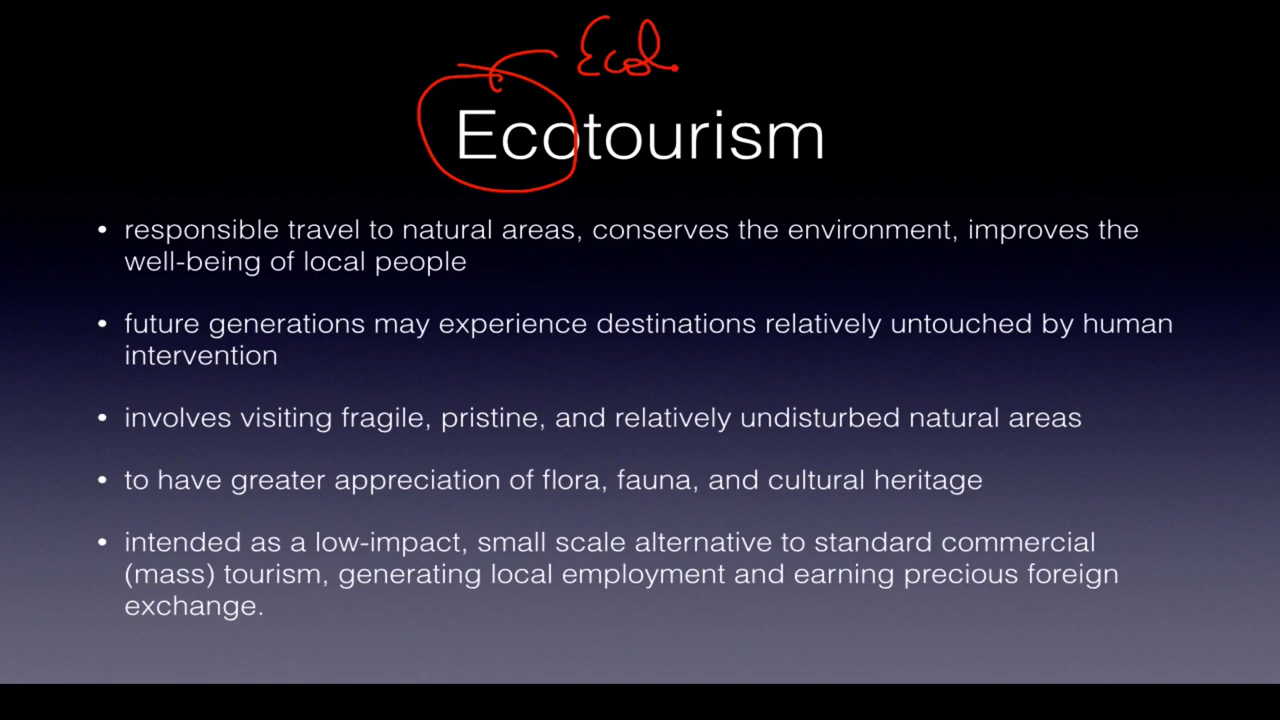 Ecol.
Ecotourism
• responsible travel to natural areas, conserves the environment, improves the
well-being of local people
• future generations may experience destinations relatively untouched by human
intervention
• involves visiting fragile, pristine, and relatively undisturbed natural areas
• to have greater appreciation of flora, fauna, and cultural heritage
• intended as a low-impact, small scale alternative to standard commercial
(mass) tourism, generating local employment and earning precious foreign
exchange.